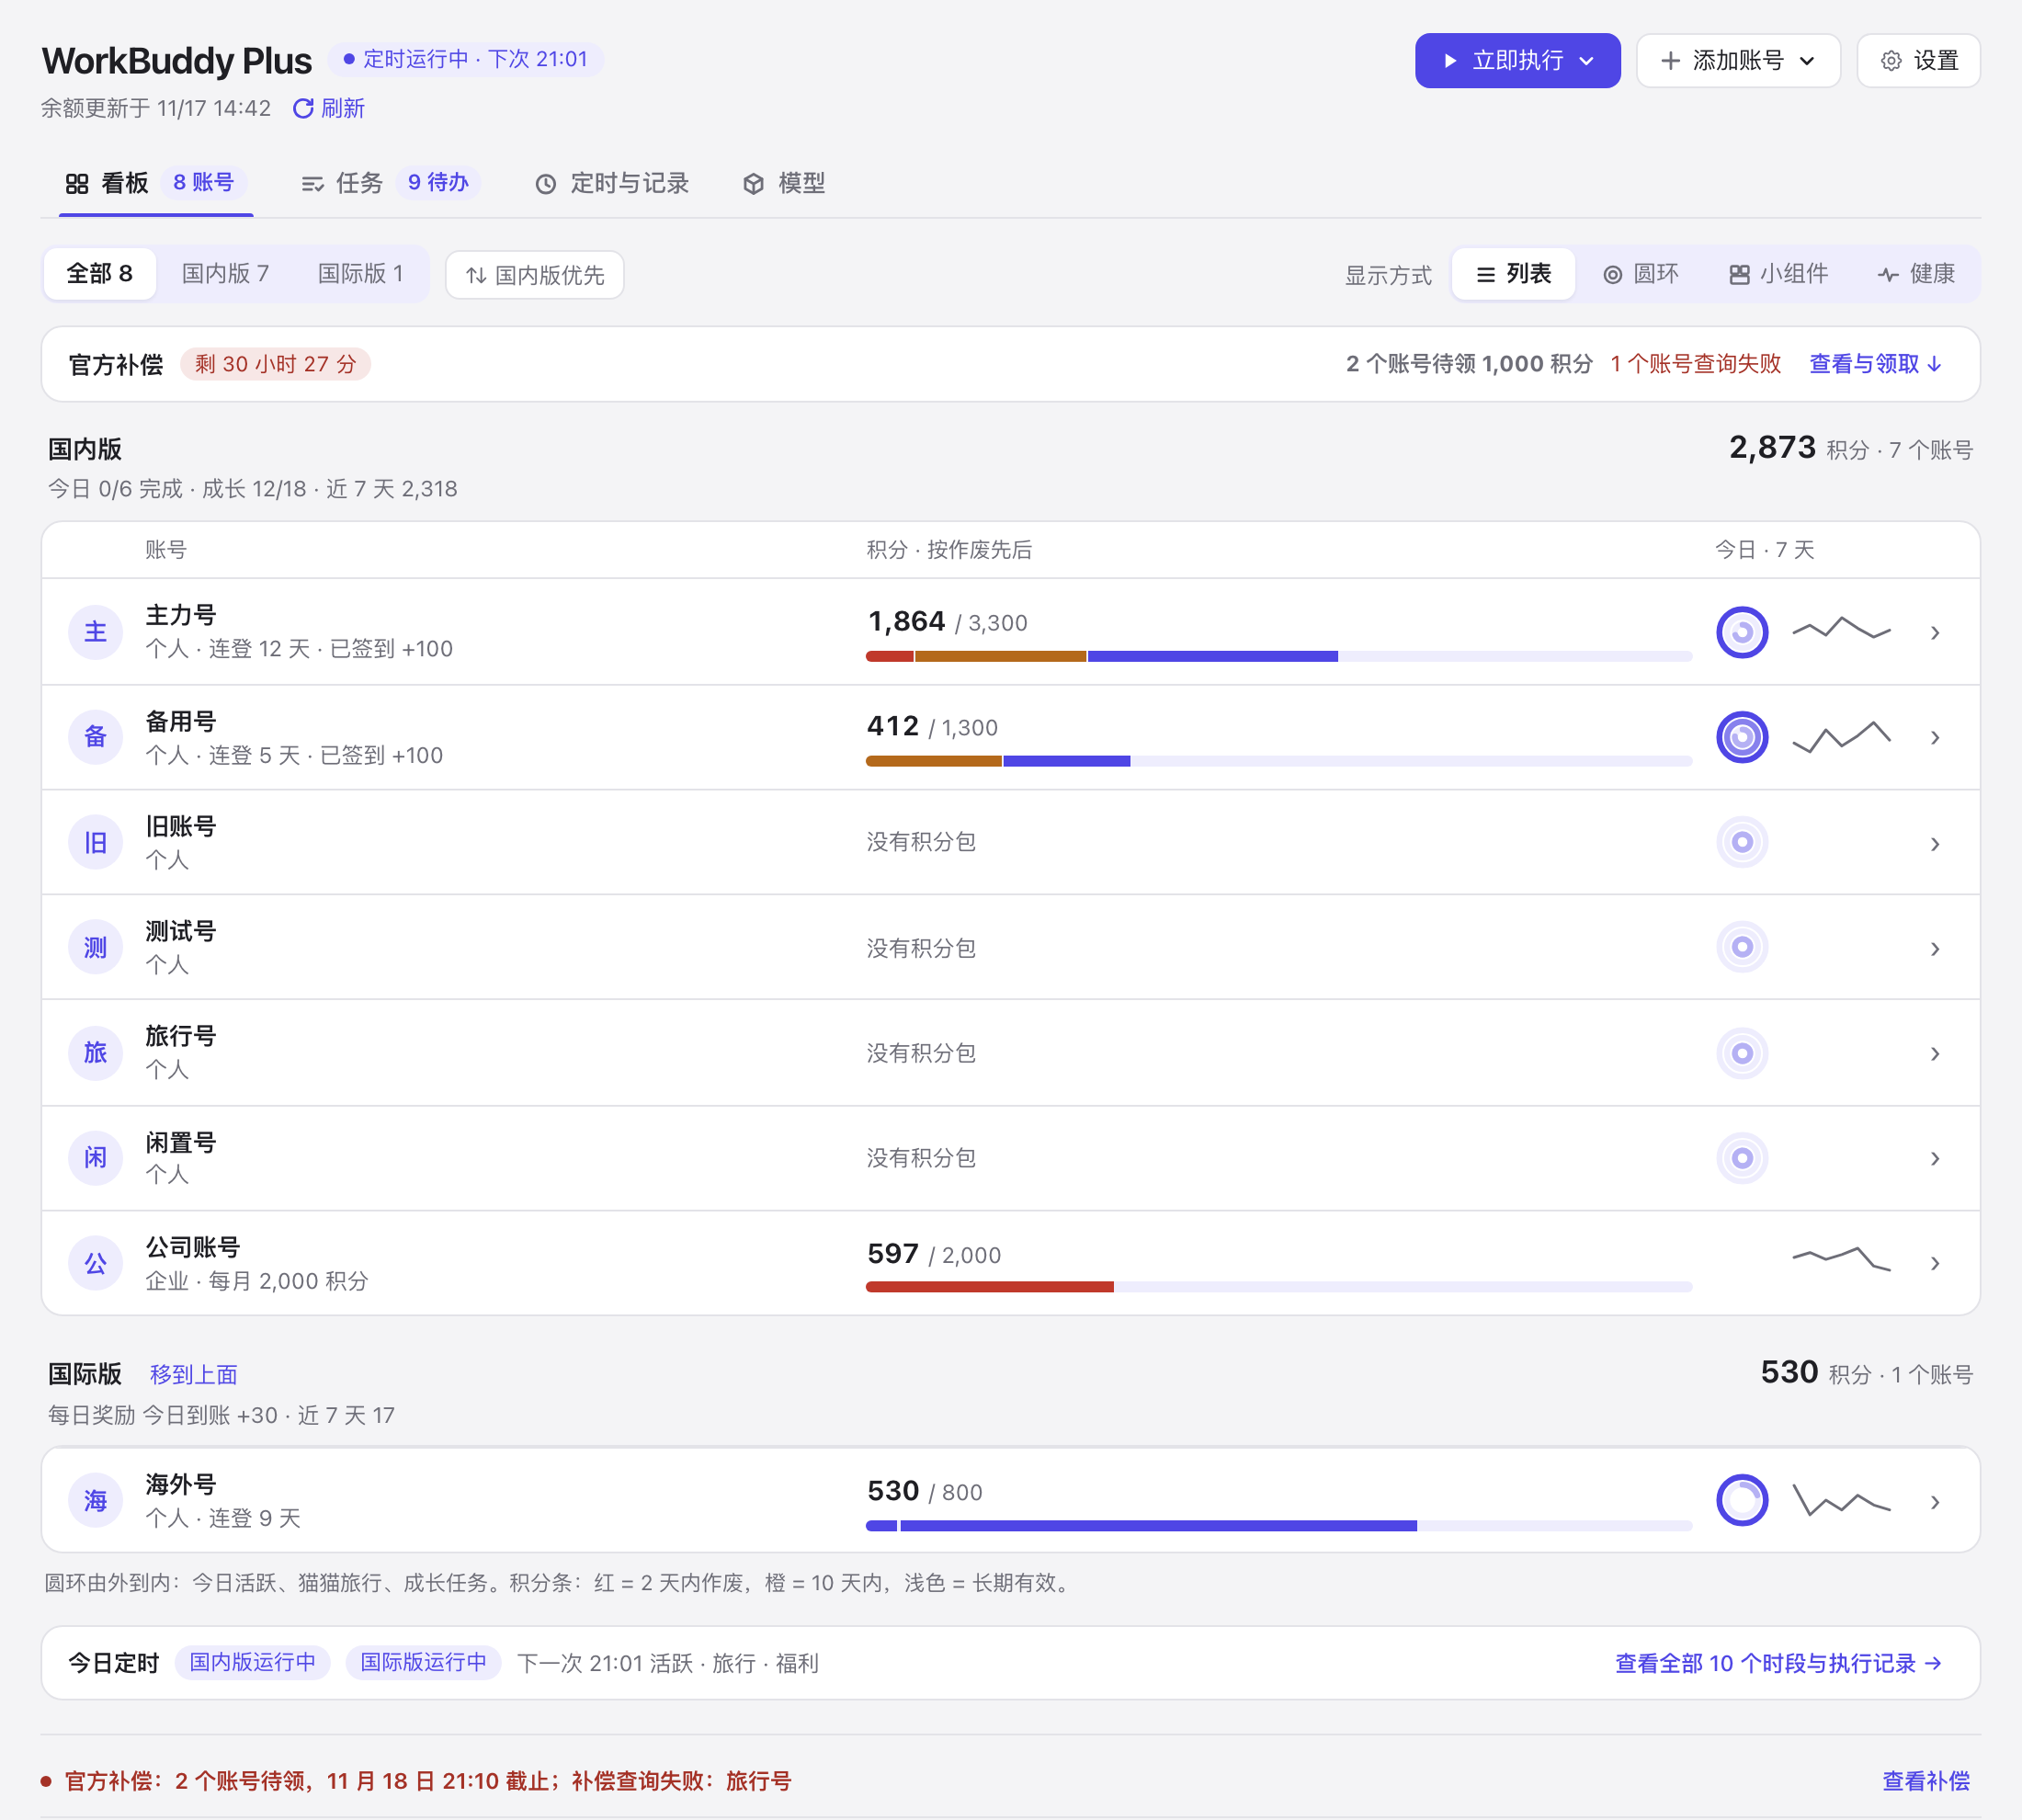 WorkBuddy Plus
定时运行中 · 下次 21:01
立即执行
添加账号
设置
余额更新于 11/17 14:42
刷新
看板
8 账号
任务
9 待办
定时与记录
模型
全部 8
国内版 7
国际版 1
国内版优先
显示方式
列表
圆环
小组件
健康
官方补偿
剩 30 小时 27 分
2 个账号待领 1,000 积分
1 个账号查询失败
查看与领取
国内版
2,873 积分 · 7 个账号
今日 0/6 完成 · 成长 12/18 · 近 7 天 2,318
账号
积分 · 按作废先后
今日 · 7 天
主
主力号
个人 · 连登 12 天 · 已签到 +100
1,864 / 3,300
备
备用号
个人 · 连登 5 天 · 已签到 +100
412 / 1,300
旧
旧账号
个人
没有积分包
测
测试号
个人
没有积分包
旅
旅行号
个人
没有积分包
闲
闲置号
个人
没有积分包
公
公司账号
企业 · 每月 2,000 积分
597 / 2,000
国际版
移到上面
530 积分 · 1 个账号
每日奖励 今日到账 +30 · 近 7 天 17
海
海外号
个人 · 连登 9 天
530 / 800
圆环由外到内：今日活跃、猫猫旅行、成长任务。积分条：红 = 2 天内作废，橙 = 10 天内，浅色 = 长期有效。
今日定时
国内版运行中
国际版运行中
下一次 21:01 活跃 · 旅行 · 福利
查看全部 10 个时段与执行记录
官方补偿：2 个账号待领，11 月 18 日 21:10 截止；补偿查询失败：旅行号
查看补偿